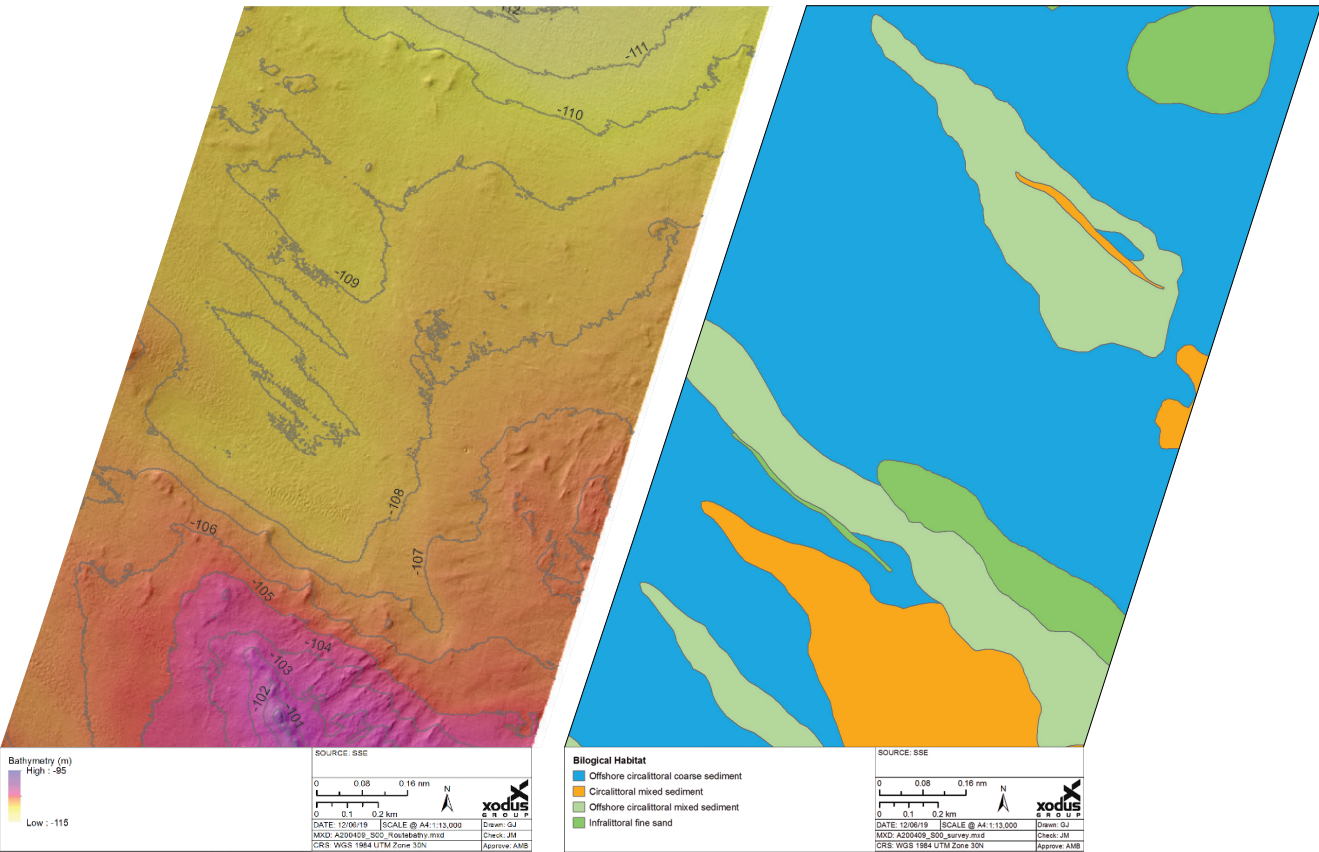 -112
-111
-110
-109
-108
-106
-107
-105
-104
-103
-102
-101
Bathymetry (m)
High : -95
Low : -115
SOURCE: SSE
0 0.08 0.16 nm
0 0.1 0.2 km
N
xodus
GROUP
DATE: 12/06/19 SCALE @ A4:1:13,000 Drawn: GJ
MXD: A200409_S00_Routebathy.mxd Check: JM
CRS: WGS 1984 UTM Zone 30N Approve: AMB
Bilogical Habitat
Offshore circalittoral coarse sediment
Circalittoral mixed sediment
Offshore circalittoral mixed sediment
Infralittoral fine sand
SOURCE: SSE
0 0.08 0.16 nm
0 0.1 0.2 km
N
xodus
GROUP
DATE: 12/06/19 SCALE @ A4:1:13,000 Drawn: GJ
MXD: A200409_S00_survey.mxd Check: JM
CRS: WGS 1984 UTM Zone 30N Approve: AMB